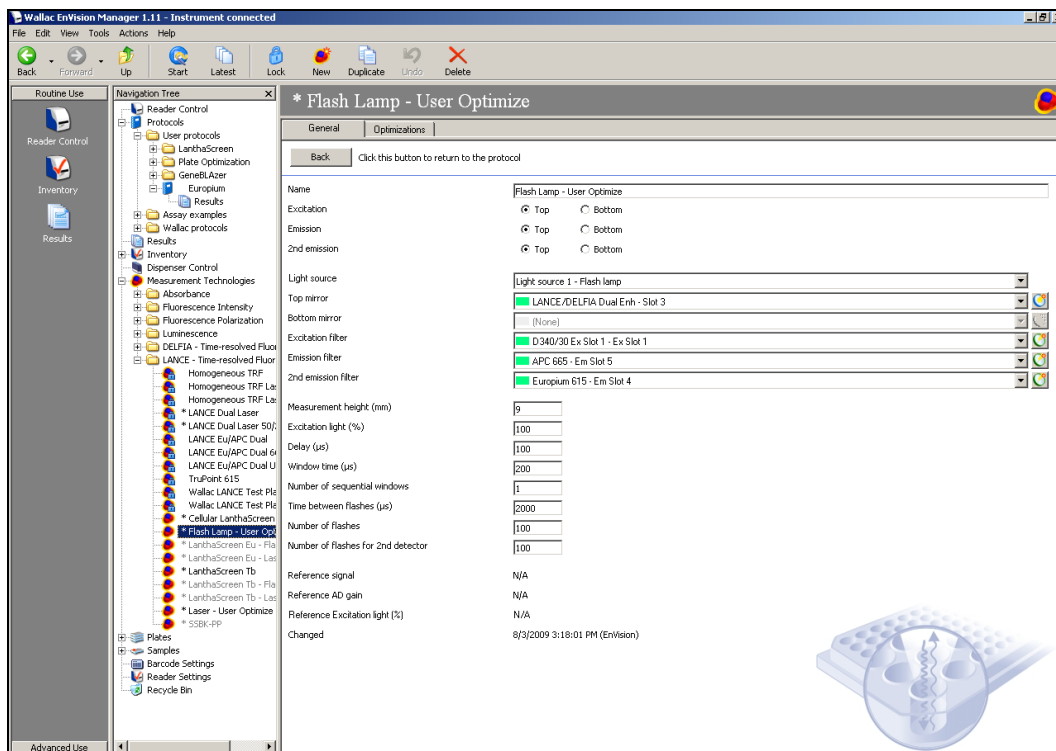 Wallac EnVision Manager 1.11 - Instrument connected
File Edit View Tools Actions Help
Back Forward Up Start Latest Lock New Duplicate Undo Delete
Routine Use
Reader Control
Inventory
Results
Advanced Use
Navigation Tree
Reader Control
Protocols
User protocols
LanthaScreen
Plate Optimization
GeneBLAzer
Europium
Results
Assay examples
Wallac protocols
Results
Inventory
Dispenser Control
Measurement Technologies
Absorbance
Fluorescence Intensity
Fluorescence Polarization
Luminescence
DELFIA - Time-resolved Fluor
LANCE - Time-resolved Fluor
Homogeneous TRF
Homogeneous TRF Las
Homogeneous TRF Las
* LANCE Dual Laser
* LANCE Dual Laser 50/
LANCE Eu/APC Dual
LANCE Eu/APC Dual 6
LANCE Eu/APC Dual U
TruPoint 615
Wallac LANCE Test Pla
Wallac LANCE Test Pla
* Cellular LanthaScreen
* Flash Lamp - User Opti
* LanthaScreen Eu - Fla
* LanthaScreen Eu - Las
* LanthaScreen Tb
* LanthaScreen Tb - Fla
* LanthaScreen Tb - Las
* Laser - User Optimize
* SSBK-PP
Plates
Samples
Barcode Settings
Reader Settings
Recycle Bin
* Flash Lamp - User Optimize
General Optimizations
Back Click this button to return to the protocol
Name Flash Lamp - User Optimize
Excitation Top Bottom
Emission Top Bottom
2nd emission Top Bottom
Light source Light source 1 - Flash lamp
Top mirror LANCE/DELFIA Dual Enh - Slot 3
Bottom mirror (None)
Excitation filter D340/30 Ex Slot 1 - Ex Slot 1
Emission filter APC 665 - Em Slot 5
2nd emission filter Europium 615 - Em Slot 4
Measurement height (mm) 9
Excitation light (%) 100
Delay (µs) 100
Window time (µs) 200
Number of sequential windows 1
Time between flashes (µs) 2000
Number of flashes 100
Number of flashes for 2nd detector 100
Reference signal N/A
Reference AD gain N/A
Reference Excitation light (%) N/A
Changed 8/3/2009 3:18:01 PM (EnVision)